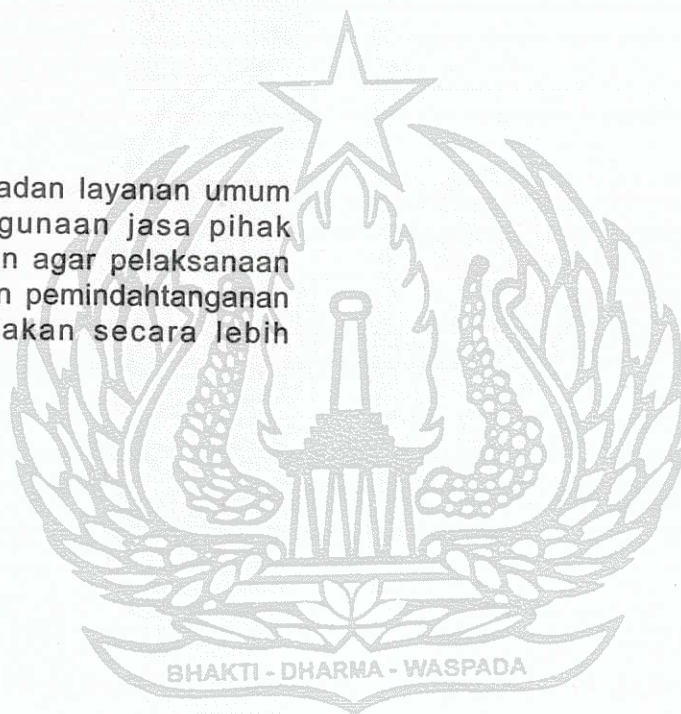 adan layanan umum
gunaan jasa pihak
n agar pelaksanaan
n pemindahtanganan
akan secara lebih
BHAKTI - DHARMA - WASPADA